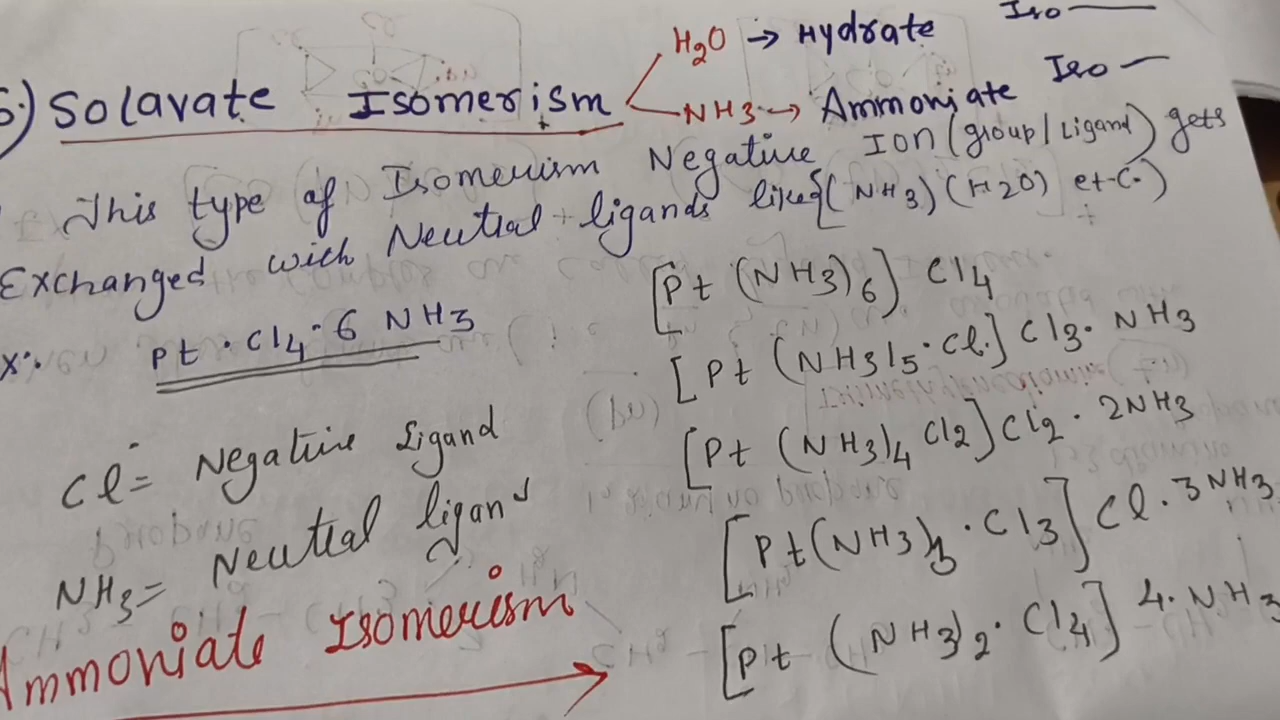 H2O → Hydrate Iso
5.) Solavate Isomerism
NH3 → Ammoniate Iso
This type of Isomerism Negative Ion (group/Ligand) gets
Exchanged with Neutral ligands like {(NH3) (H2O) etc.)
Ex:. Pt . Cl4 . 6 NH3
[Pt (NH3)6] Cl4
[Pt (NH3)5 . Cl.] Cl3 . NH3
[Pt (NH3)4 Cl2] Cl2 . 2NH3
[Pt (NH3)3 . Cl3] Cl . 3NH3
[Pt (NH3)2 . Cl4] 4 . NH3
Cl⁻ = Negative Ligand
NH3 = Neutral ligand
Ammoniate Isomerism